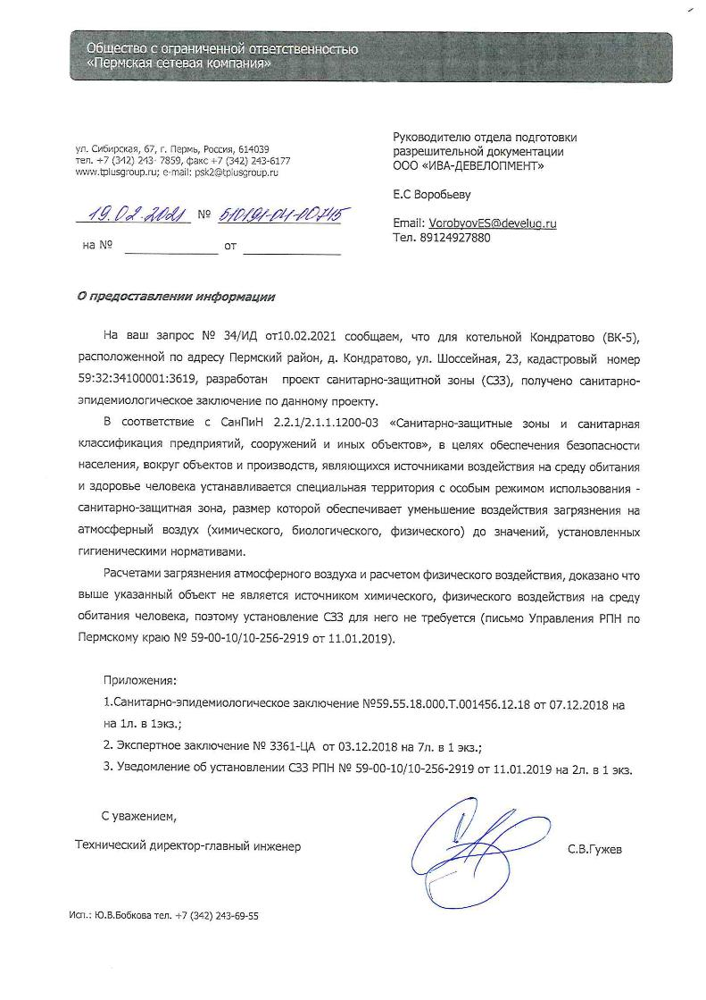 Общество с ограниченной ответственностью
«Пермская сетевая компания»
ул. Сибирская, 67, г. Пермь, Россия, 614039
тел. +7 (342) 243- 7859, факс +7 (342) 243-6177
www.tplusgroup.ru; e-mail: psk2@tplusgroup.ru
19.02.2021 № 510191-04-00745
на № от
Руководителю отдела подготовки
разрешительной документации
ООО «ИВА-ДЕВЕЛОПМЕНТ»
Е.С Воробьеву
Email: VorobyovES@develug.ru
Тел. 89124927880
О предоставлении информации
На ваш запрос № 34/ИД от10.02.2021 сообщаем, что для котельной Кондратово (ВК-5),
расположенной по адресу Пермский район, д. Кондратово, ул. Шоссейная, 23, кадастровый номер
59:32:34100001:3619, разработан проект санитарно-защитной зоны (СЗЗ), получено санитарно-
эпидемиологическое заключение по данному проекту.
В соответствие с СанПиН 2.2.1/2.1.1.1200-03 «Санитарно-защитные зоны и санитарная
классификация предприятий, сооружений и иных объектов», в целях обеспечения безопасности
населения, вокруг объектов и производств, являющихся источниками воздействия на среду обитания
и здоровье человека устанавливается специальная территория с особым режимом использования -
санитарно-защитная зона, размер которой обеспечивает уменьшение воздействия загрязнения на
атмосферный воздух (химического, биологического, физического) до значений, установленных
гигиеническими нормативами.
Расчетами загрязнения атмосферного воздуха и расчетом физического воздействия, доказано что
выше указанный объект не является источником химического, физического воздействия на среду
обитания человека, поэтому установление СЗЗ для него не требуется (письмо Управления РПН по
Пермскому краю № 59-00-10/10-256-2919 от 11.01.2019).
Приложения:
1.Санитарно-эпидемиологическое заключение №59.55.18.000.Т.001456.12.18 от 07.12.2018 на
на 1л. в 1экз.;
2. Экспертное заключение № 3361-ЦА от 03.12.2018 на 7л. в 1 экз.;
3. Уведомление об установлении СЗЗ РПН № 59-00-10/10-256-2919 от 11.01.2019 на 2л. в 1 экз.
С уважением,
Технический директор-главный инженер С.В.Гужев
Исп.: Ю.В.Бобкова тел. +7 (342) 243-69-55